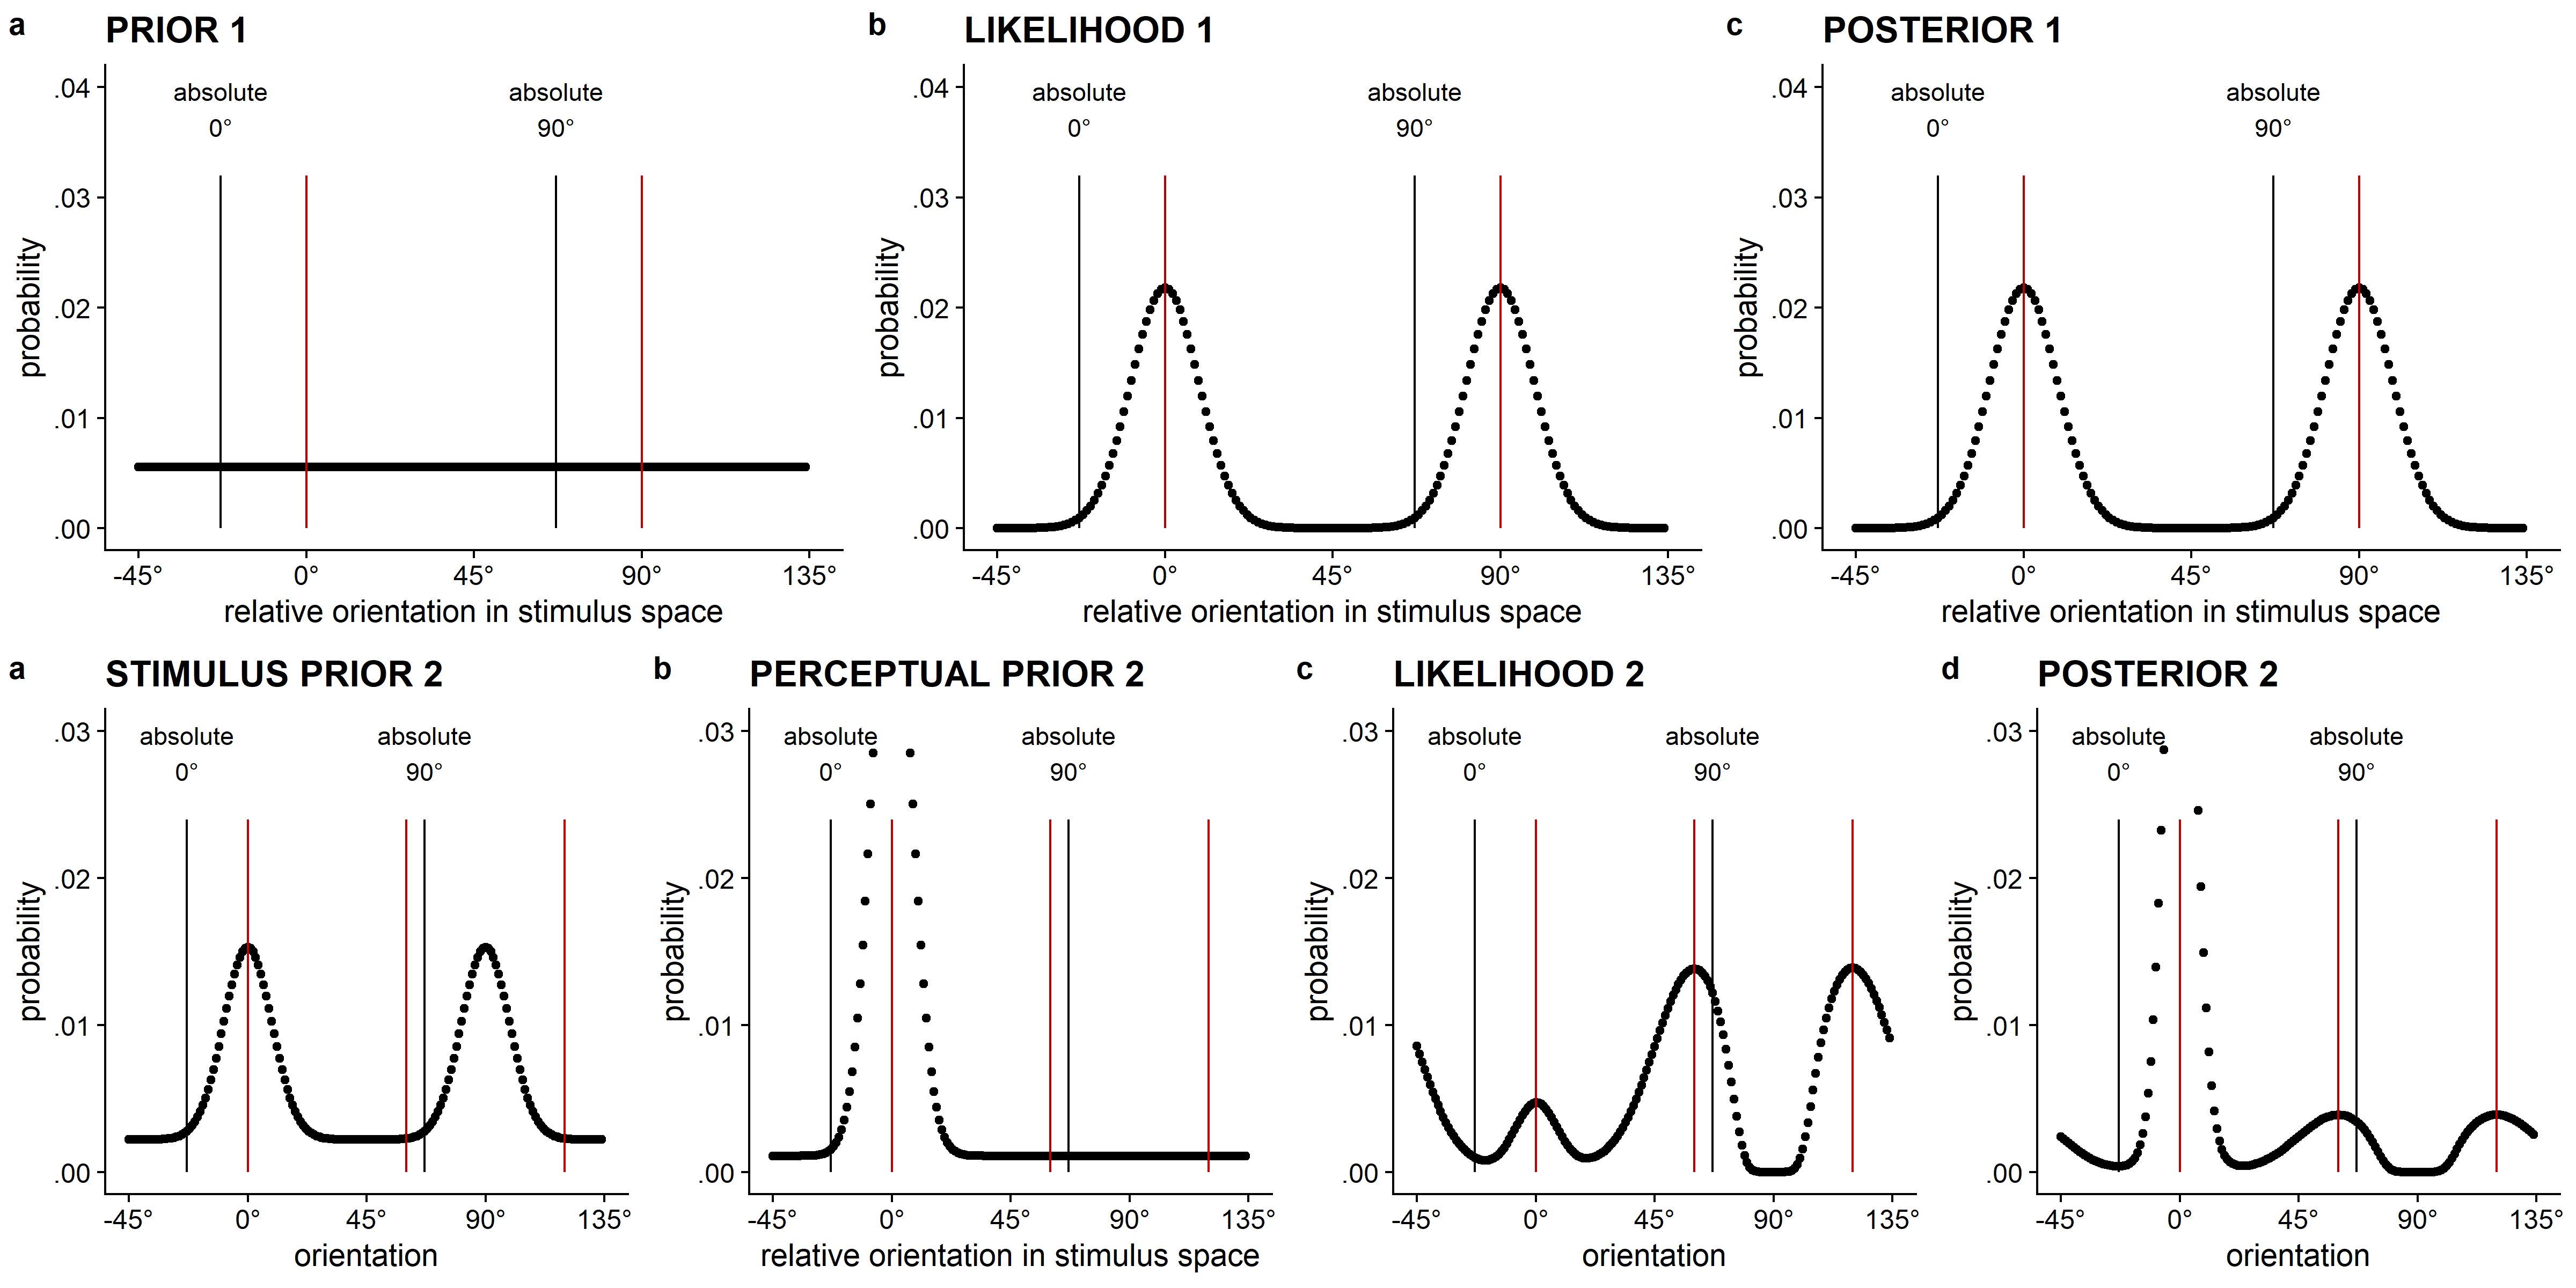 a PRIOR 1
absolute absolute
0° 90°
.04
.03
.02
.01
.00
probability
-45° 0° 45° 90° 135°
relative orientation in stimulus space
b LIKELIHOOD 1
absolute absolute
0° 90°
.04
.03
.02
.01
.00
probability
-45° 0° 45° 90° 135°
relative orientation in stimulus space
c POSTERIOR 1
absolute absolute
0° 90°
.04
.03
.02
.01
.00
probability
-45° 0° 45° 90° 135°
relative orientation in stimulus space
a STIMULUS PRIOR 2
absolute absolute
0° 90°
.03
.02
.01
.00
probability
-45° 0° 45° 90° 135°
orientation
b PERCEPTUAL PRIOR 2
absolute absolute
0° 90°
.03
.02
.01
.00
probability
-45° 0° 45° 90° 135°
relative orientation in stimulus space
c LIKELIHOOD 2
absolute absolute
0° 90°
.03
.02
.01
.00
probability
-45° 0° 45° 90° 135°
orientation
d POSTERIOR 2
absolute absolute
0° 90°
.03
.02
.01
.00
probability
-45° 0° 45° 90° 135°
orientation